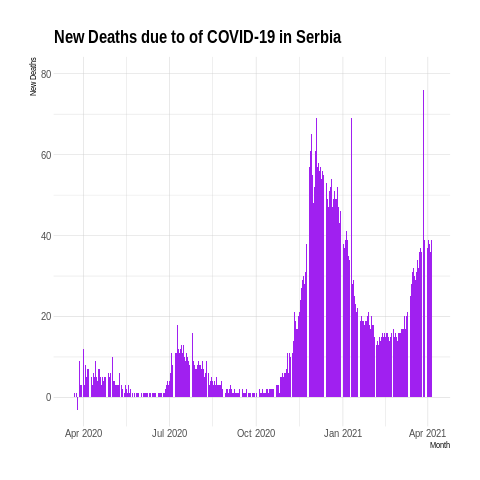 New Deaths due to of COVID-19 in Serbia
New Deaths
80
60
40
20
0
Apr 2020 Jul 2020 Oct 2020 Jan 2021 Apr 2021
Month